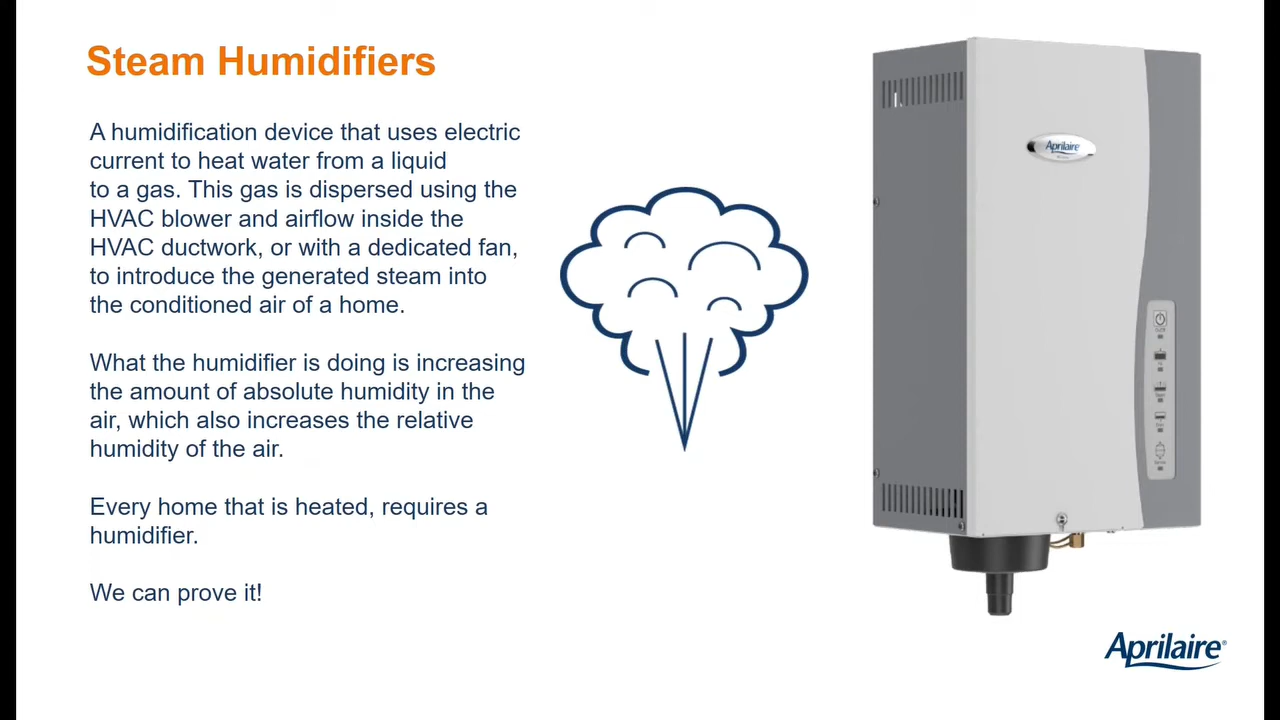 Steam Humidifiers
A humidification device that uses electric
current to heat water from a liquid
to a gas. This gas is dispersed using the
HVAC blower and airflow inside the
HVAC ductwork, or with a dedicated fan,
to introduce the generated steam into
the conditioned air of a home.
What the humidifier is doing is increasing
the amount of absolute humidity in the
air, which also increases the relative
humidity of the air.
Every home that is heated, requires a
humidifier.
We can prove it!
Aprilaire
Aprilaire®